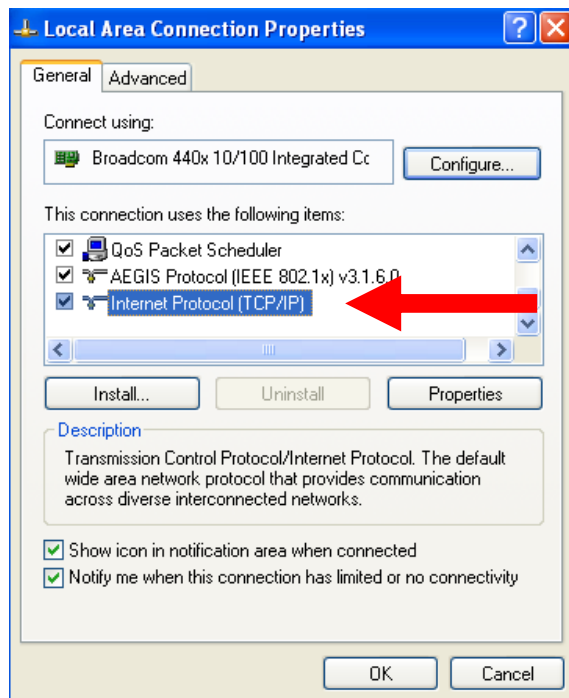 Local Area Connection Properties
General Advanced
Connect using:
Broadcom 440x 10/100 Integrated Cc
Configure...
This connection uses the following items:
QoS Packet Scheduler
AEGIS Protocol (IEEE 802.1x) v3.1.6.0
Internet Protocol (TCP/IP)
Install... Uninstall Properties
Description
Transmission Control Protocol/Internet Protocol. The default
wide area network protocol that provides communication
across diverse interconnected networks.
Show icon in notification area when connected
Notify me when this connection has limited or no connectivity
OK Cancel